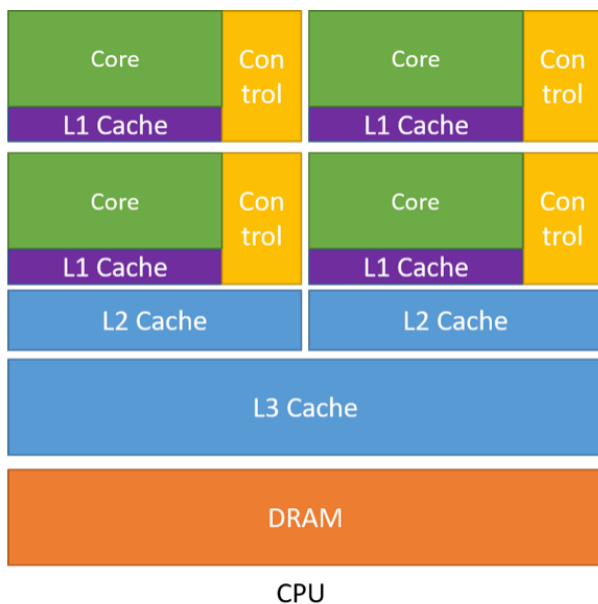 Core
Con
trol
L1 Cache
Core
Con
trol
L1 Cache
Core
Con
trol
L1 Cache
Core
Con
trol
L1 Cache
L2 Cache
L2 Cache
L3 Cache
DRAM
CPU